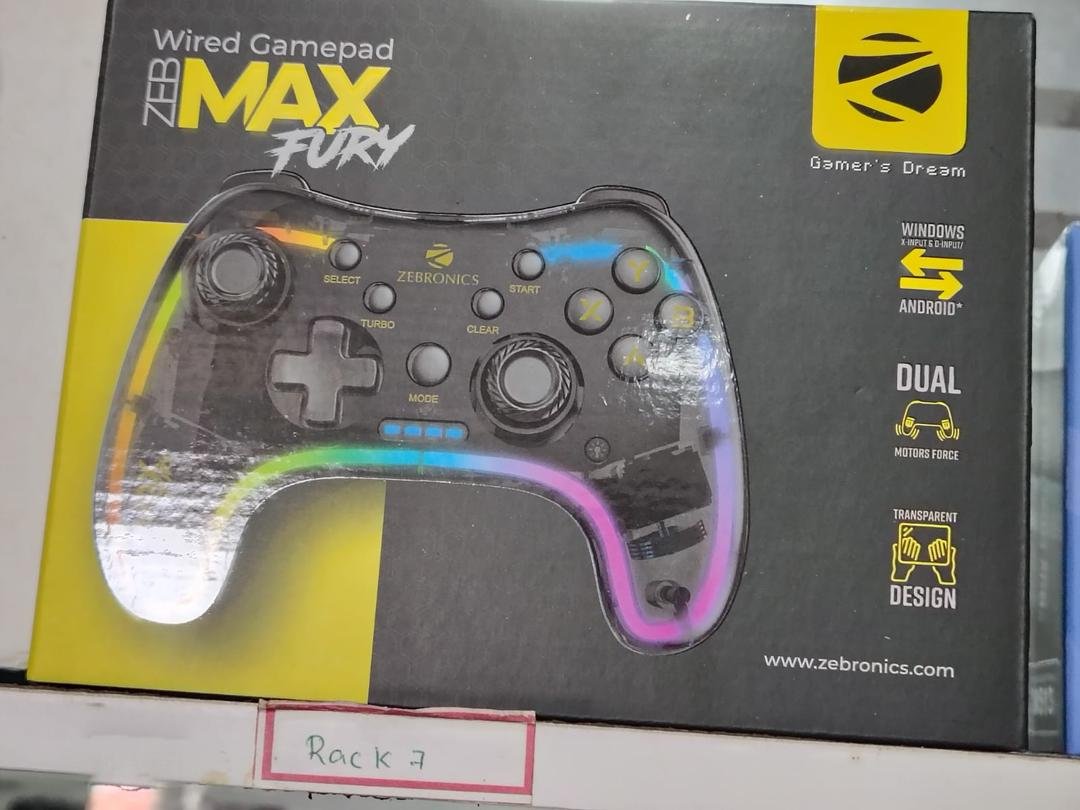 Wired Gamepad
ZEB
MAX
FURY
Gamer's Dream
WINDOWS
X-INPUT & D-INPUT/
ANDROID*
SELECT
ZEBRONICS
START
Y
TURBO
CLEAR
X
B
A
MODE
DUAL
MOTORS FORCE
TRANSPARENT
DESIGN
www.zebronics.com
Rack 7